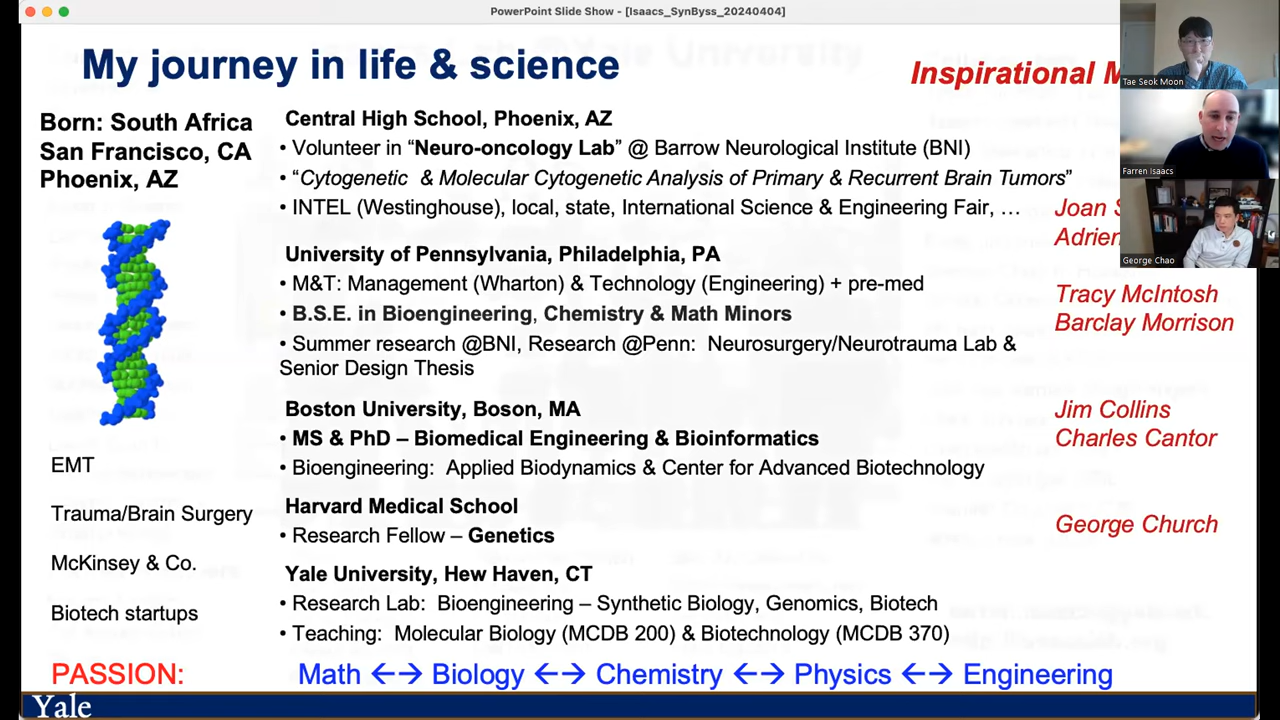 PowerPoint Slide Show - [Isaacs_SynByss_20240404]
My journey in life & science
Inspirational M
Tae Seok Moon
Farren Isaacs
George Chao
Born: South Africa
San Francisco, CA
Phoenix, AZ
Central High School, Phoenix, AZ
• Volunteer in “Neuro-oncology Lab” @ Barrow Neurological Institute (BNI)
• “Cytogenetic & Molecular Cytogenetic Analysis of Primary & Recurrent Brain Tumors”
• INTEL (Westinghouse), local, state, International Science & Engineering Fair, …
Joan S
Adrien
University of Pennsylvania, Philadelphia, PA
• M&T: Management (Wharton) & Technology (Engineering) + pre-med
• B.S.E. in Bioengineering, Chemistry & Math Minors
• Summer research @BNI, Research @Penn: Neurosurgery/Neurotrauma Lab &
Senior Design Thesis
Tracy McIntosh
Barclay Morrison
Boston University, Boson, MA
• MS & PhD – Biomedical Engineering & Bioinformatics
• Bioengineering: Applied Biodynamics & Center for Advanced Biotechnology
Jim Collins
Charles Cantor
Harvard Medical School
• Research Fellow – Genetics
George Church
Yale University, Hew Haven, CT
• Research Lab: Bioengineering – Synthetic Biology, Genomics, Biotech
• Teaching: Molecular Biology (MCDB 200) & Biotechnology (MCDB 370)
EMT
Trauma/Brain Surgery
McKinsey & Co.
Biotech startups
PASSION:
Math ←→ Biology ←→ Chemistry ←→ Physics ←→ Engineering
Yale